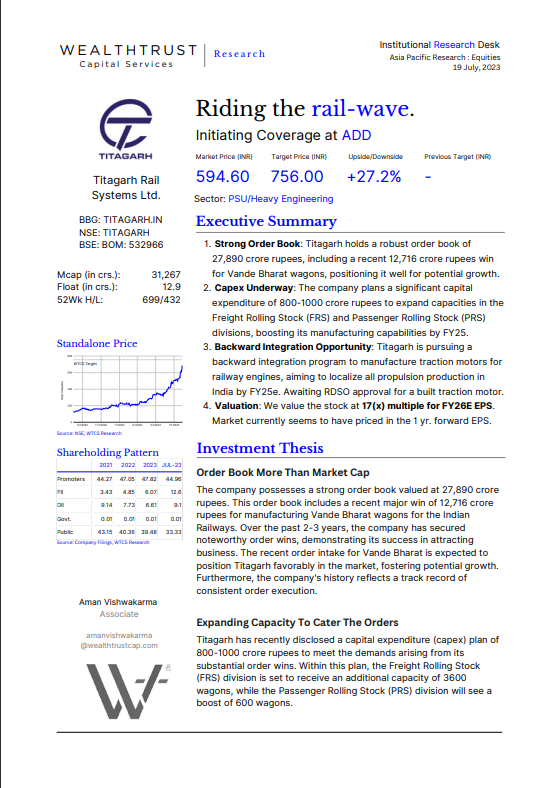 WEALTHTRUST
Capital Services
Research
Institutional Research Desk
Asia Pacific Research : Equities
19 July, 2023
TITAGARH
Titagarh Rail
Systems Ltd.
BBG: TITAGARH.IN
NSE: TITAGARH
BSE: BOM: 532966
Mcap (in crs.): 31,267
Float (in crs.): 12.9
52Wk H/L: 699/432
Standalone Price
WTCS Target
Source: NSE, WTCS Research
Shareholding Pattern
2021 2022 2023 JUL-23
Promoters 44.27 47.05 47.82 44.96
FII 3.43 4.85 6.07 12.6
DII 9.14 7.73 6.61 9.1
Govt. 0.01 0.01 0.01 0.01
Public 43.15 40.36 39.48 33.33
Source: Company Filings, WTCS Research
Aman Vishwakarma
Associate
amanvishwakarma
@wealthtrustcap.com
Riding the rail-wave.
Initiating Coverage at ADD
Market Price (INR) Target Price (INR) Upside/Downside Previous Target (INR)
594.60 756.00 +27.2% -
Sector: PSU/Heavy Engineering
Executive Summary
1. Strong Order Book: Titagarh holds a robust order book of
27,890 crore rupees, including a recent 12,716 crore rupees win
for Vande Bharat wagons, positioning it well for potential growth.
2. Capex Underway: The company plans a significant capital
expenditure of 800-1000 crore rupees to expand capacities in the
Freight Rolling Stock (FRS) and Passenger Rolling Stock (PRS)
divisions, boosting its manufacturing capabilities by FY25.
3. Backward Integration Opportunity: Titagarh is pursuing a
backward integration program to manufacture traction motors for
railway engines, aiming to localize all propulsion production in
India by FY25e. Awaiting RDSO approval for a built traction motor.
4. Valuation: We value the stock at 17(x) multiple for FY26E EPS.
Market currently seems to have priced in the 1 yr. forward EPS.
Investment Thesis
Order Book More Than Market Cap
The company possesses a strong order book valued at 27,890 crore
rupees. This order book includes a recent major win of 12,716 crore
rupees for manufacturing Vande Bharat wagons for the Indian
Railways. Over the past 2-3 years, the company has secured
noteworthy order wins, demonstrating its success in attracting
business. The recent order intake for Vande Bharat is expected to
position Titagarh favorably in the market, fostering potential growth.
Furthermore, the company's history reflects a track record of
consistent order execution.
Expanding Capacity To Cater The Orders
Titagarh has recently disclosed a capital expenditure (capex) plan of
800-1000 crore rupees to meet the demands arising from its
substantial order wins. Within this plan, the Freight Rolling Stock
(FRS) division is set to receive an additional capacity of 3600
wagons, while the Passenger Rolling Stock (PRS) division will see a
boost of 600 wagons.